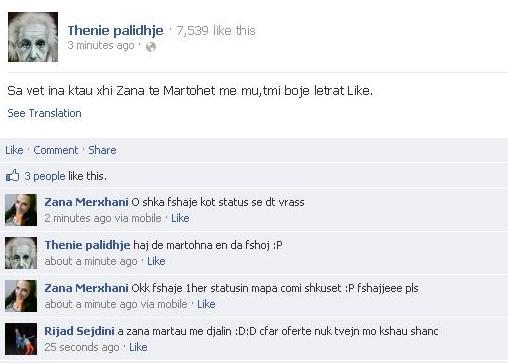 Thenie palidhje · 7,539 like this
3 minutes ago ·
Sa vet ina ktau xhi Zana te Martohet me mu,tmi boje letrat Like.
See Translation
Like · Comment · Share
3 people like this.
Zana Merxhani O shka fshaje kot status se dt vrass
2 minutes ago via mobile · Like
Thenie palidhje haj de martohna en da fshoj :P
about a minute ago · Like
Zana Merxhani Okk fshaje 1her statusin mapa comi shkuset :P fshajjeee pls
about a minute ago via mobile · Like
Rijad Sejdini a zana martau me djalin :D:D cfar oferte nuk tvejn mo kshau shanc
25 seconds ago · Like